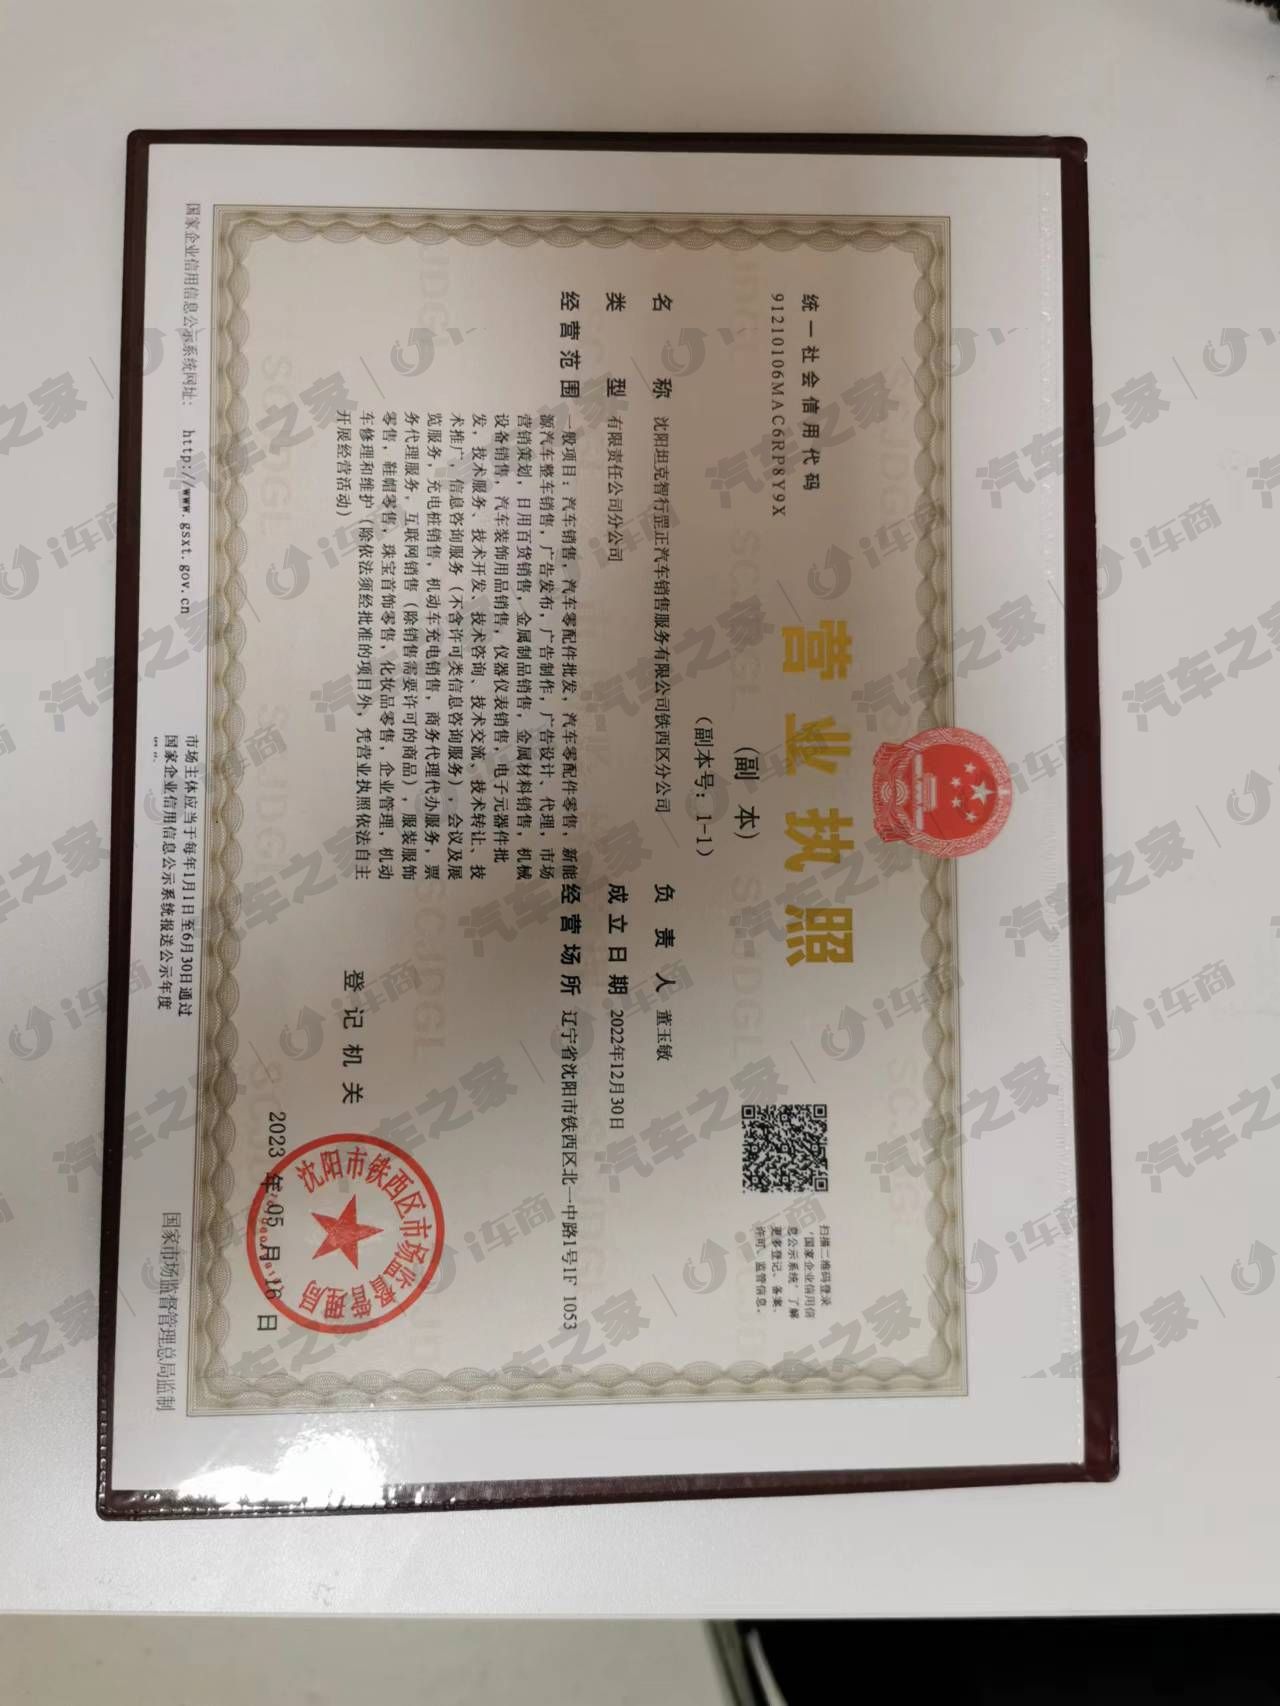 营业执照
(副 本)
(副本号：1-1)
统一社会信用代码
91210106MAC6RP8Y9X
扫描二维码登录
'国家企业信用信
息公示系统'了解
更多登记、备案、
许可、监管信息。
名 称 沈阳坦克智行罡正汽车销售服务有限公司铁西区分公司
类 型 有限责任公司分公司
经营范围 一般项目：汽车销售，汽车零配件批发，汽车零配件零售，新能
源汽车整车销售，广告发布，广告制作，广告设计、代理，市场
营销策划，日用百货销售，金属制品销售，金属材料销售，机械
设备销售，汽车装饰用品销售，仪器仪表销售，电子元器件批
发，技术服务、技术开发、技术咨询、技术交流、技术转让、技
术推广，信息咨询服务（不含许可类信息咨询服务），会议及展
览服务，充电桩销售，机动车充电销售，商务代理代办服务，票
务代理服务，互联网销售（除销售需要许可的商品），服装服饰
零售，鞋帽零售，珠宝首饰零售，化妆品零售，企业管理，机动
车修理和维护（除依法须经批准的项目外，凭营业执照依法自主
开展经营活动）
负 责 人 董玉敏
成立日期 2022年12月30日
经营场所 辽宁省沈阳市铁西区北一中路1号1F 1053
登记机关
沈阳市铁西区市场监督管理局
2023 年 05 月 16 日
国家企业信用信息公示系统网址： http://www.gsxt.gov.cn
市场主体应当于每年1月1日至6月30日通过
国家企业信用信息公示系统报送公示年度
国家市场监督管理总局监制
汽车之家 i车商